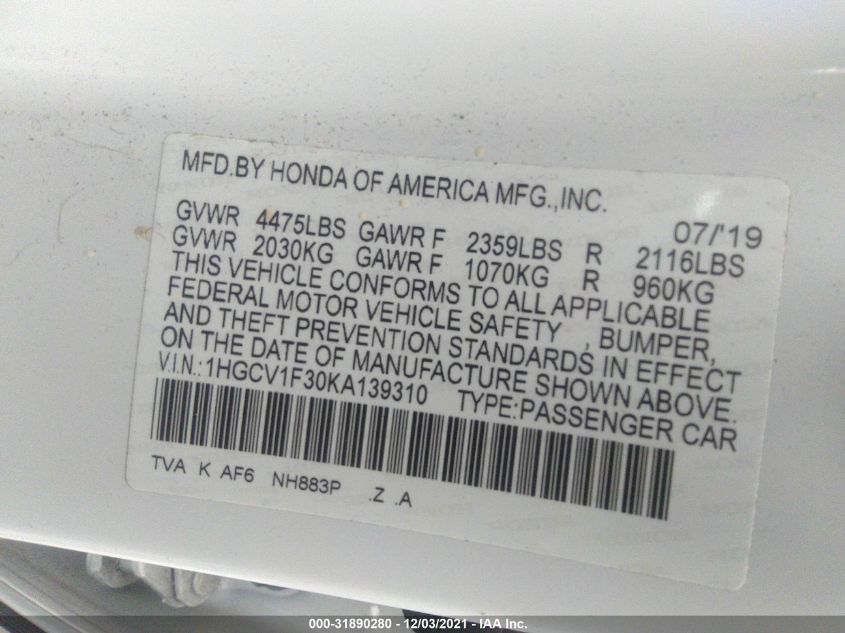 MFD.BY HONDA OF AMERICA MFG.,INC.
07/'19
GVWR 4475LBS GAWR F 2359LBS R 2116LBS
GVWR 2030KG GAWR F 1070KG R 960KG
THIS VEHICLE CONFORMS TO ALL APPLICABLE
FEDERAL MOTOR VEHICLE SAFETY , BUMPER,
AND THEFT PREVENTION STANDARDS IN EFFECT
ON THE DATE OF MANUFACTURE SHOWN ABOVE.
V.I.N.:1HGCV1F30KA139310 TYPE:PASSENGER CAR
TVA K AF6 NH883P .Z .A
000-31890280 - 12/03/2021 - IAA Inc.